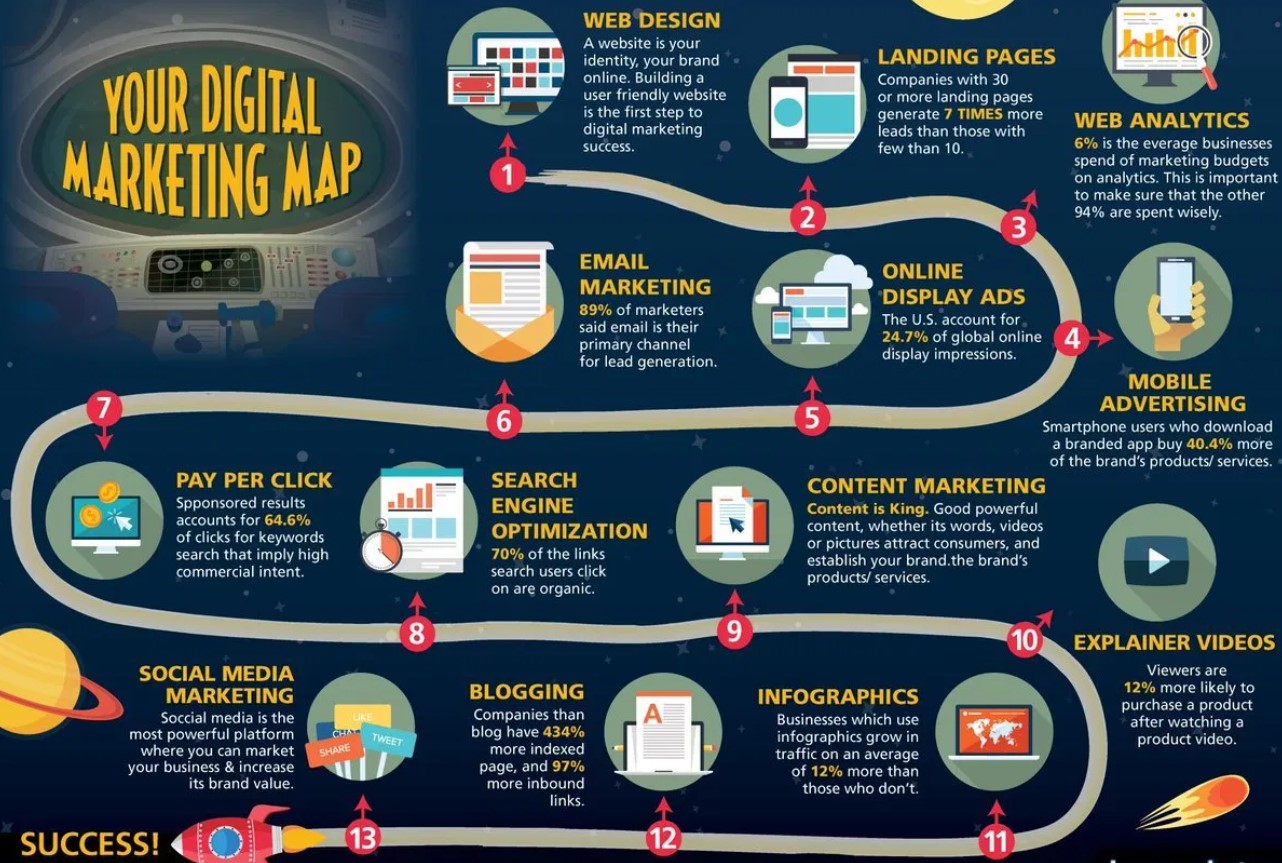 YOUR DIGITAL
MARKETING MAP
WEB DESIGN
A website is your
identity, your brand
online. Building a
user friendly website
is the first step to
digital marketing
success.
1
LANDING PAGES
Companies with 30
or more landing pages
generate 7 TIMES more
leads than those with
few than 10.
2
WEB ANALYTICS
6% is the everage businesses
spend of marketing budgets
on analytics. This is important
to make sure that the other
94% are spent wisely.
3
MOBILE
ADVERTISING
Smartphone users who download
a branded app buy 40.4% more
of the brand's products/ services.
4
ONLINE
DISPLAY ADS
The U.S. account for
24.7% of global online
display impressions.
5
EMAIL
MARKETING
89% of marketers
said email is their
primary channel
for lead generation.
6
7
PAY PER CLICK
Spponsored results
accounts for 64.6%
of clicks for keywords
search that imply high
commercial intent.
SEARCH
ENGINE
OPTIMIZATION
70% of the links
search users click
on are organic.
8
CONTENT MARKETING
Content is King. Good powerful
content, whether its words, videos
or pictures attract consumers, and
establish your brand.the brand's
products/ services.
9
10
EXPLAINER VIDEOS
Viewers are
12% more likely to
purchase a product
after watching a
product video.
INFOGRAPHICS
Businesses which use
infographics grow in
traffic on an average
of 12% more than
those who don't.
11
BLOGGING
Companies than
blog have 434%
more indexed
page, and 97%
more inbound
links.
A
12
SOCIAL MEDIA
MARKETING
Soccial media is the
most powerful platform
where you can market
your business & increase
its brand value.
LIKE
CHAT
SHARE
TWEET
13
SUCCESS!